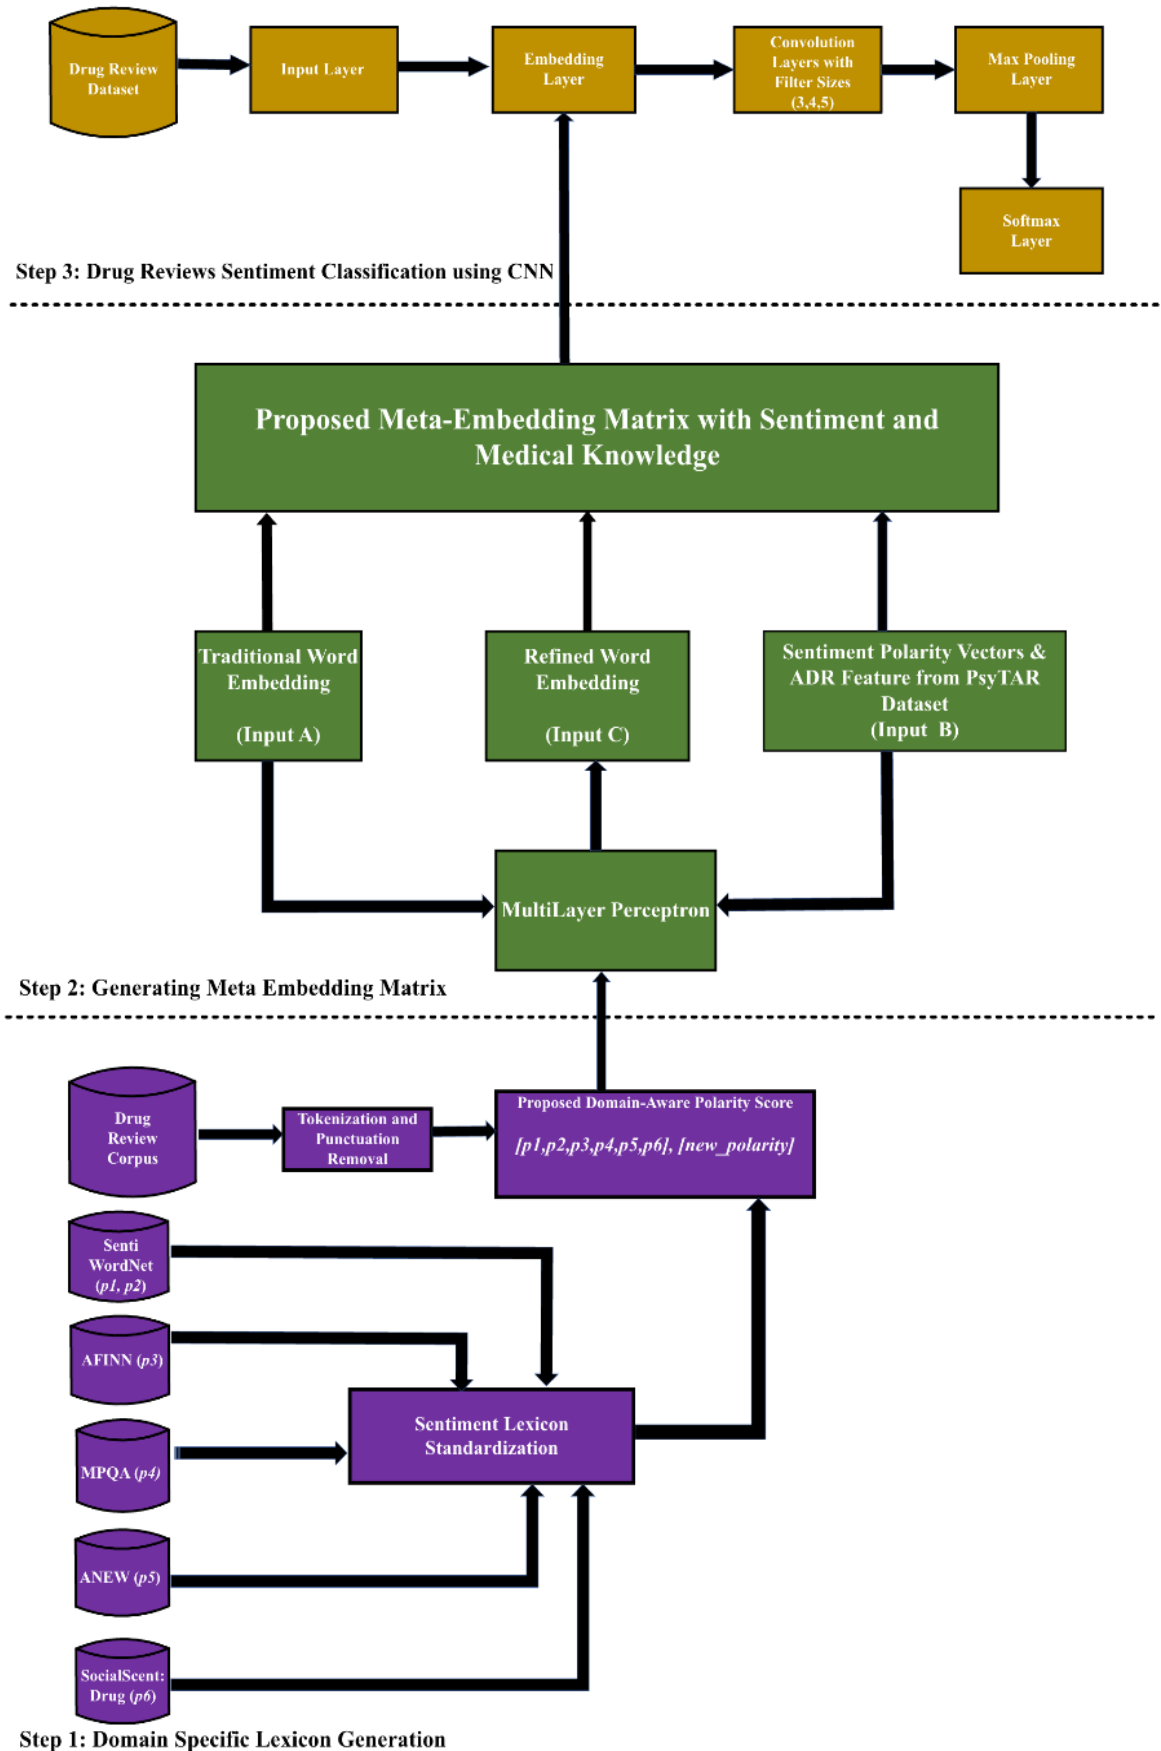 Drug Review
Dataset
Input Layer
Embedding
Layer
Convolution
Layers with
Filter Sizes
(3,4,5)
Max Pooling
Layer
Softmax
Layer
Step 3: Drug Reviews Sentiment Classification using CNN
Proposed Meta-Embedding Matrix with Sentiment and
Medical Knowledge
Traditional Word
Embedding
(Input A)
Refined Word
Embedding
(Input C)
Sentiment Polarity Vectors &
ADR Feature from PsyTAR
Dataset
(Input B)
MultiLayer Perceptron
Step 2: Generating Meta Embedding Matrix
Drug
Review
Corpus
Tokenization and
Punctuation
Removal
Proposed Domain-Aware Polarity Score
[p1,p2,p3,p4,p5,p6], [new_polarity]
Senti
WordNet
(p1, p2)
AFINN (p3)
MPQA (p4)
Sentiment Lexicon
Standardization
ANEW (p5)
SocialScent:
Drug (p6)
Step 1: Domain Specific Lexicon Generation